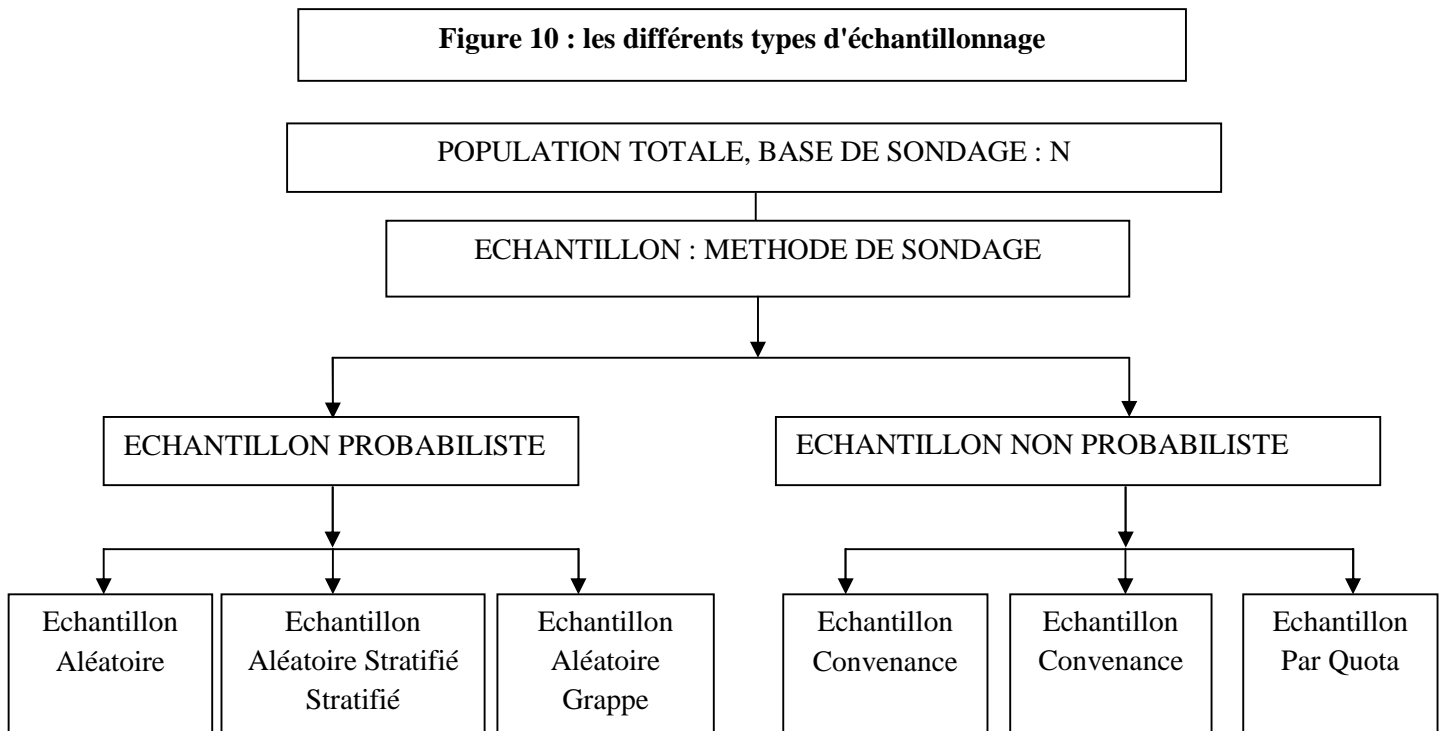 Figure 10 : les différents types d'échantillonnage
POPULATION TOTALE, BASE DE SONDAGE : N
ECHANTILLON : METHODE DE SONDAGE
ECHANTILLON PROBABILISTE
ECHANTILLON NON PROBABILISTE
Echantillon
Aléatoire
Echantillon
Aléatoire Stratifié
Stratifié
Echantillon
Aléatoire
Grappe
Echantillon
Convenance
Echantillon
Convenance
Echantillon
Par Quota